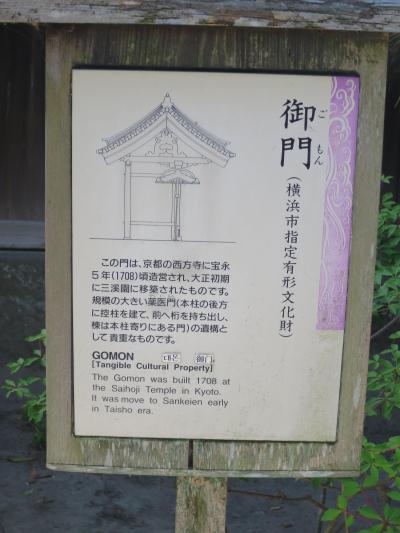 御門
ごもん
(横浜市指定有形文化財)
この門は、京都の西方寺に宝永
5年(1708)頃造営され、大正初期
に三溪園に移築されたものです。
規模の大きい薬医門(本柱の後方
に控柱を建て、前へ桁を持ち出し、
棟は本柱寄りにある門)の遺構と
して貴重なものです。
GOMON 대문 御门
[Tangible Cultural Property]
The Gomon was built 1708 at
the Saihoji Temple in Kyoto.
It was move to Sankeien early
in Taisho era.